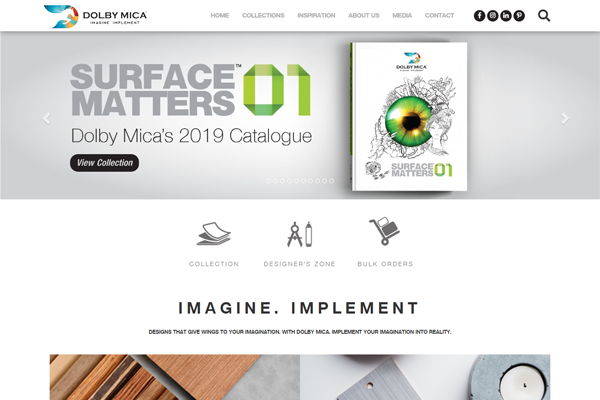 DOLBY MICA
IMAGINE. IMPLEMENT
HOME COLLECTIONS INSPIRATION ABOUT US MEDIA CONTACT
SURFACE™
MATTERS 01
Dolby Mica's 2019 Catalogue
View Collection
DOLBY MICA
SURFACE
MATTERS 01
COLLECTION DESIGNER'S ZONE BULK ORDERS
IMAGINE. IMPLEMENT
DESIGNS THAT GIVE WINGS TO YOUR IMAGINATION. WITH DOLBY MICA. IMPLEMENT YOUR IMAGINATION INTO REALITY.